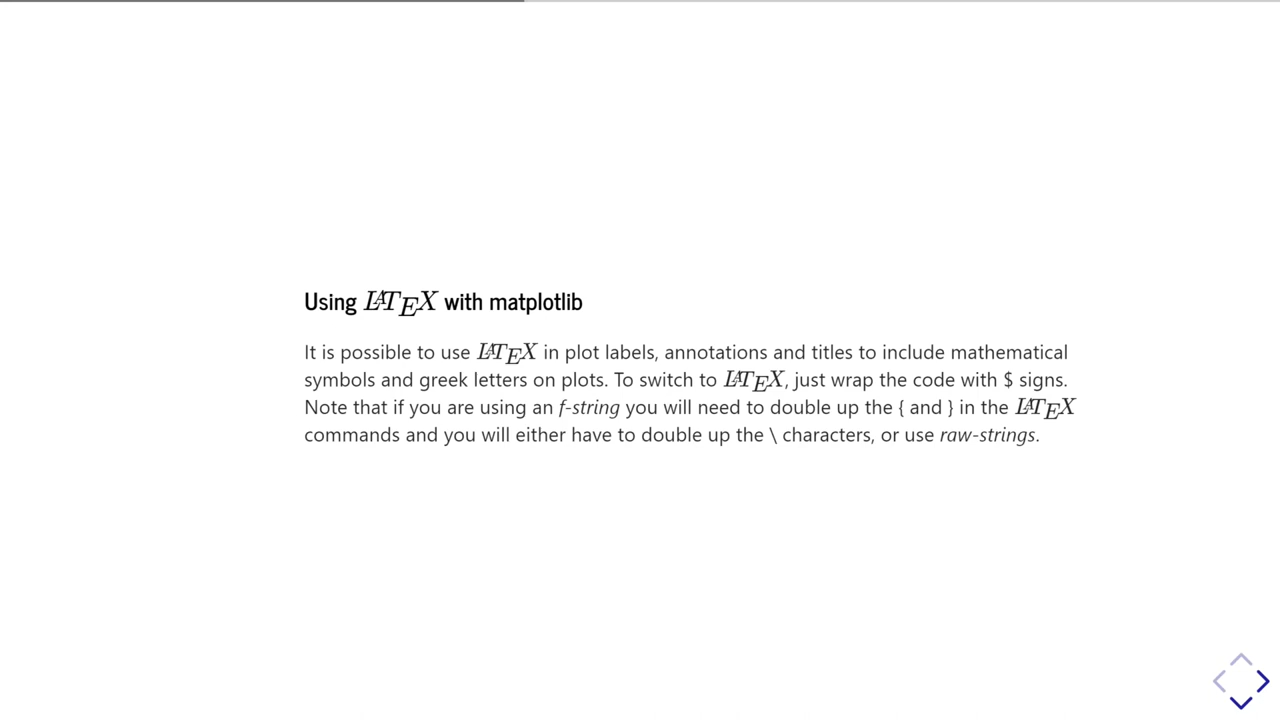 Using LATEX with matplotlib
It is possible to use LATEX in plot labels, annotations and titles to include mathematical
symbols and greek letters on plots. To switch to LATEX, just wrap the code with $ signs.
Note that if you are using an f-string you will need to double up the { and } in the LATEX
commands and you will either have to double up the \ characters, or use raw-strings.